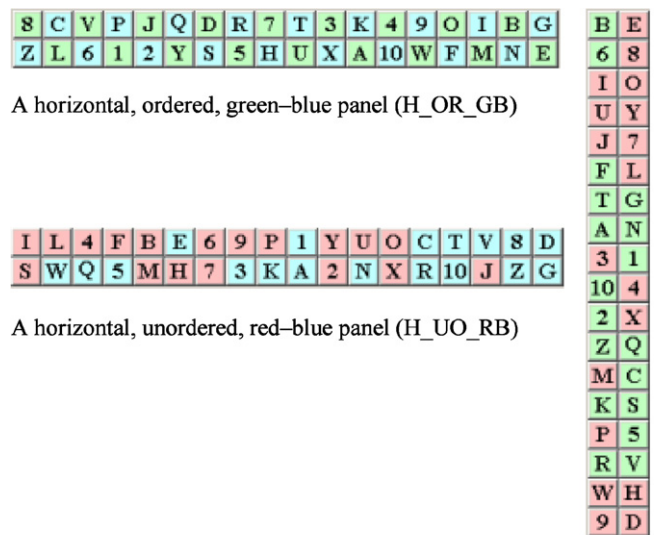 8 C V P J Q D R 7 T 3 K 4 9 O I B G
Z L 6 1 2 Y S 5 H U X A 10 W F M N E
A horizontal, ordered, green–blue panel (H_OR_GB)
I L 4 F B E 6 9 P 1 Y U O C T V 8 D
S W Q 5 M H 7 3 K A 2 N X R 10 J Z G
A horizontal, unordered, red–blue panel (H_UO_RB)
B E
6 8
I O
U Y
J 7
F L
T G
A N
3 1
10 4
2 X
Z Q
M C
K S
P 5
R V
W H
9 D